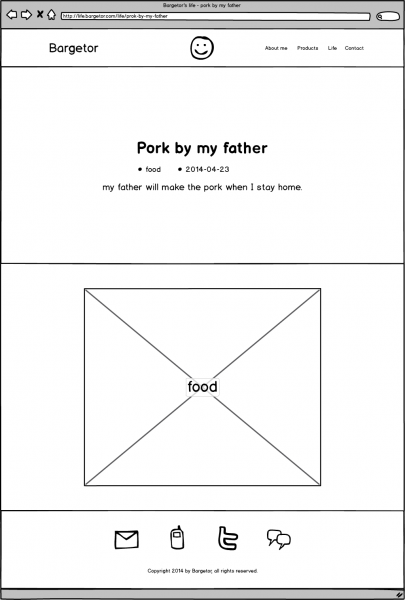 Bargetor's life - pork by my father
http://life.bargetor.com/life/prok-by-my-father
Bargetor
About me Products Life Contact
Pork by my father
food 2014-04-23
my father will make the pork when I stay home.
food
Copyright 2014 by Bargetor, all rights reserved.